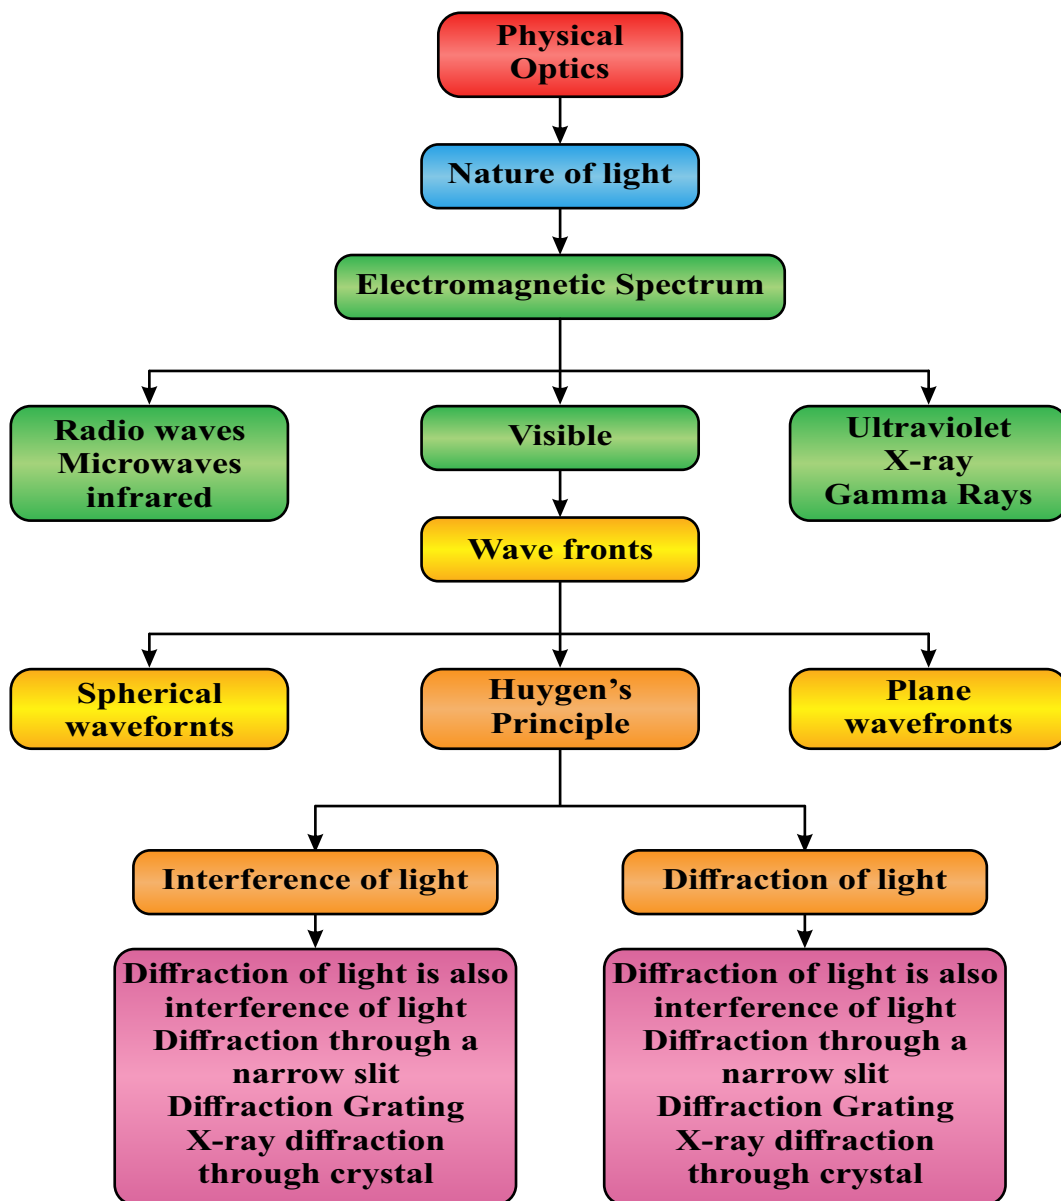 Physical
Optics
Nature of light
Electromagnetic Spectrum
Radio waves
Microwaves
infrared
Visible
Ultraviolet
X-ray
Gamma Rays
Wave fronts
Spherical
wavefornts
Huygen’s
Principle
Plane
wavefronts
Interference of light
Diffraction of light
Diffraction of light is also
interference of light
Diffraction through a
narrow slit
Diffraction Grating
X-ray diffraction
through crystal
Diffraction of light is also
interference of light
Diffraction through a
narrow slit
Diffraction Grating
X-ray diffraction
through crystal